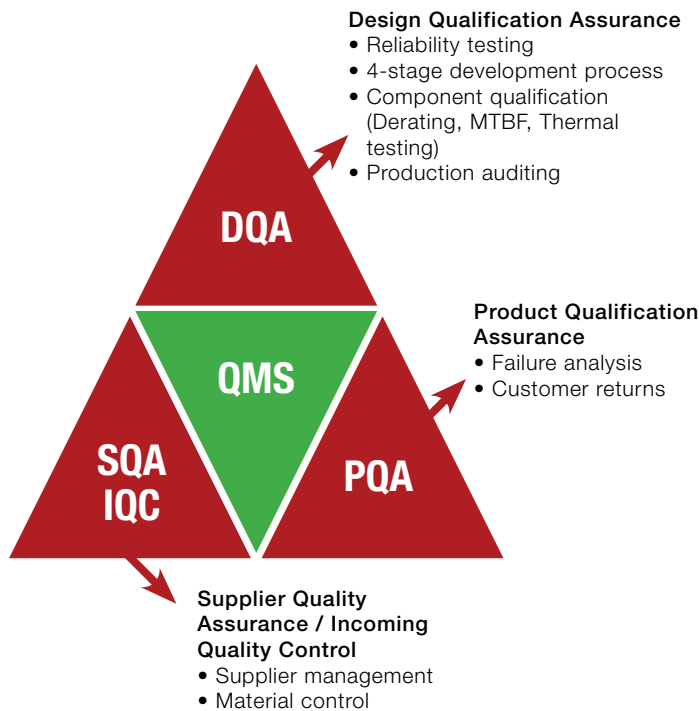 Design Qualification Assurance
• Reliability testing
• 4-stage development process
• Component qualification
(Derating, MTBF, Thermal
testing)
• Production auditing
DQA
Product Qualification
Assurance
• Failure analysis
• Customer returns
QMS
SQA
IQC
PQA
Supplier Quality
Assurance / Incoming
Quality Control
• Supplier management
• Material control